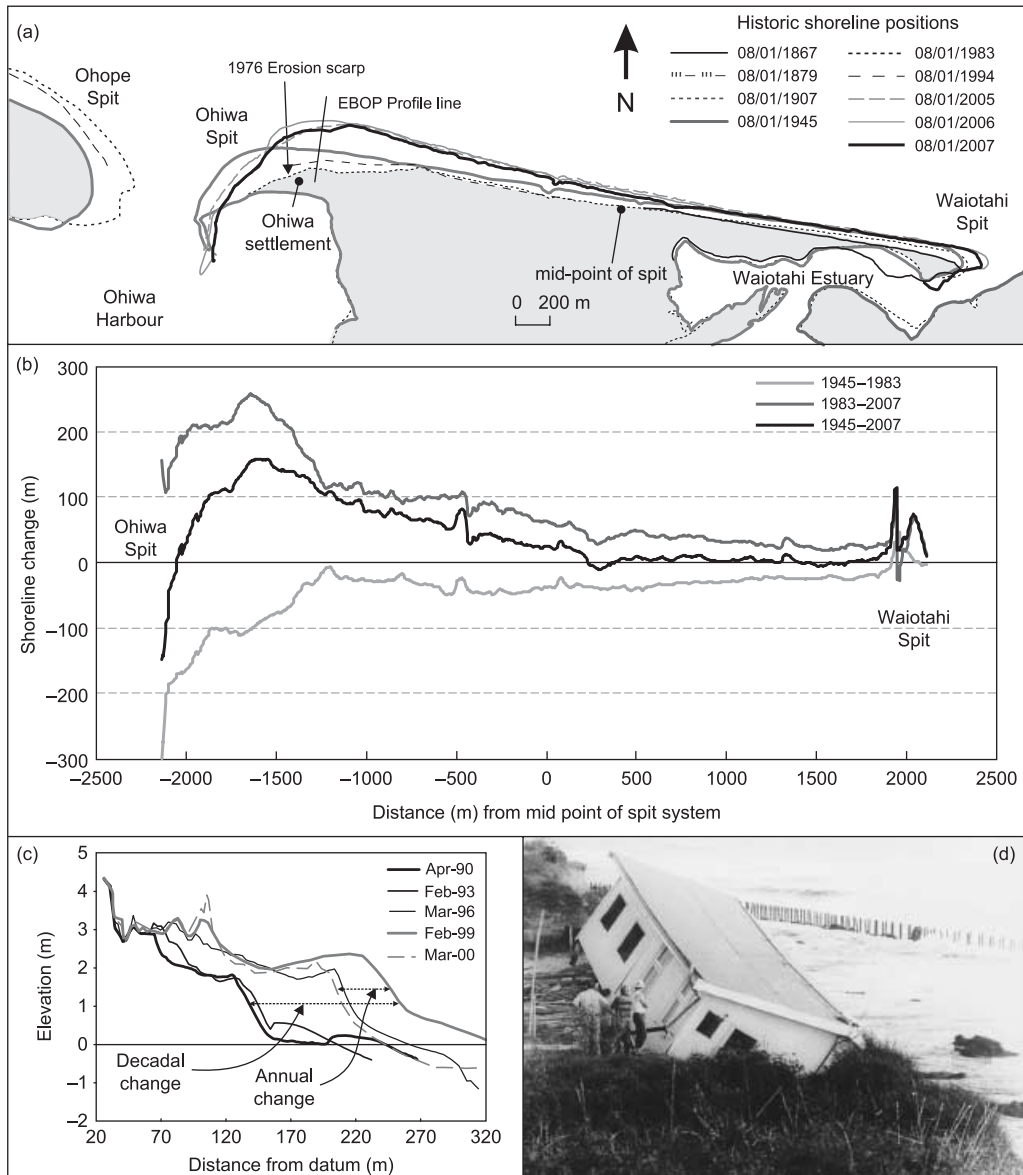 (a)
Historic shoreline positions
08/01/1867
08/01/1879
08/01/1907
08/01/1945
08/01/1983
08/01/1994
08/01/2005
08/01/2006
08/01/2007
N
Ohope
Spit
1976 Erosion scarp
EBOP Profile line
Ohiwa
Spit
Ohiwa
settlement
Waiotahi
Spit
mid-point of spit
Waiotahi Estuary
Ohiwa
Harbour
0 200 m
(b)
300
200
100
0
–100
–200
–300
Shoreline change (m)
1945–1983
1983–2007
1945–2007
Ohiwa
Spit
Waiotahi
Spit
–2500
–2000
–1500
–1000
–500
0
500
1000
1500
2000
2500
Distance (m) from mid point of spit system
(c)
5
4
3
2
1
0
–1
–2
Elevation (m)
Apr-90
Feb-93
Mar-96
Feb-99
Mar-00
Decadal
change
Annual
change
20
70
120
170
220
270
320
Distance from datum (m)
(d)